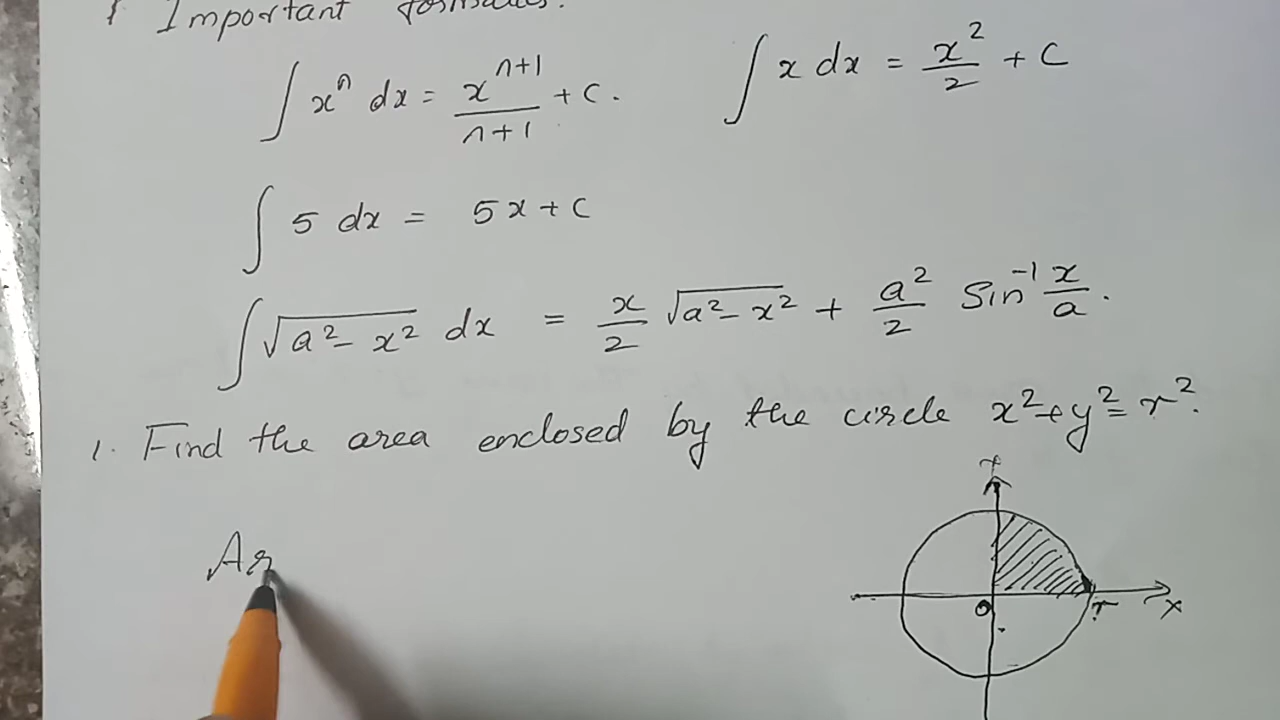 Important formulae:
∫ xⁿ dx = x^(n+1)/(n+1) + C. ∫ x dx = x²/2 + C
∫ 5 dx = 5x + C
∫ √(a² - x²) dx = x/2 √(a² - x²) + a²/2 Sin⁻¹ x/a.
1. Find the area enclosed by the circle x² + y² = r².
Y
O r X
Ar